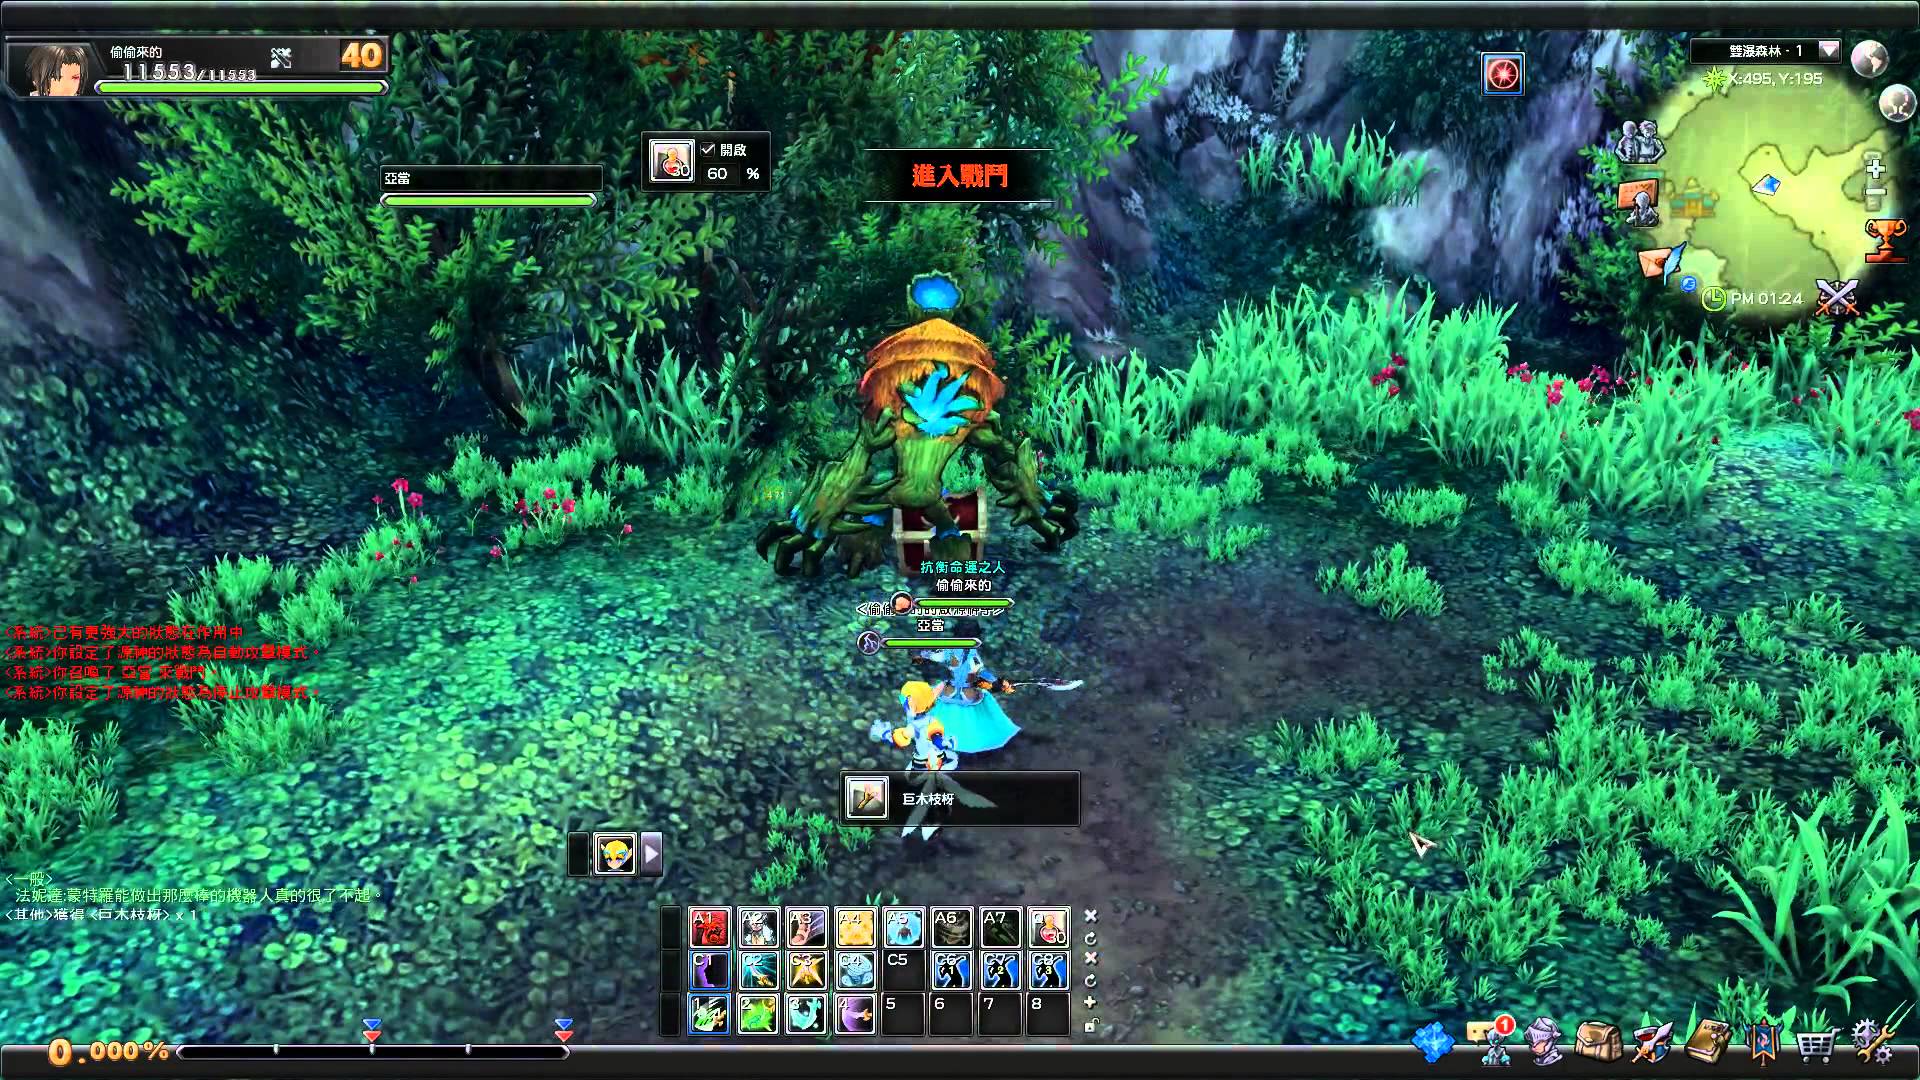 偷偷來的
40
11553/11553
亞當
30
開啟
60 %
進入戰鬥
雙瀑森林 - 1
X:495, Y:195
PM 01:24
471
抗衡命運之人
偷偷來的
亞當
<系統>已有更強大的狀態在作用中
<系統>你設定了源神的狀態為自動攻擊模式。
<系統>你召喚了 亞當 來戰鬥。
<系統>你設定了源神的狀態為停止攻擊模式。
巨木枝枒
<一般>
法妮達:蒙特羅能做出那麼棒的機器人真的很了不起。
<其他>獲得 <巨木枝枒> x 1
A1 A2 A3 A4 A5 A6 A7 Q 30
C1 C2 C3 C4 C5 C6 1 C7 2 C8 3
1 2 3 4 5 6 7 8
1
0.000%